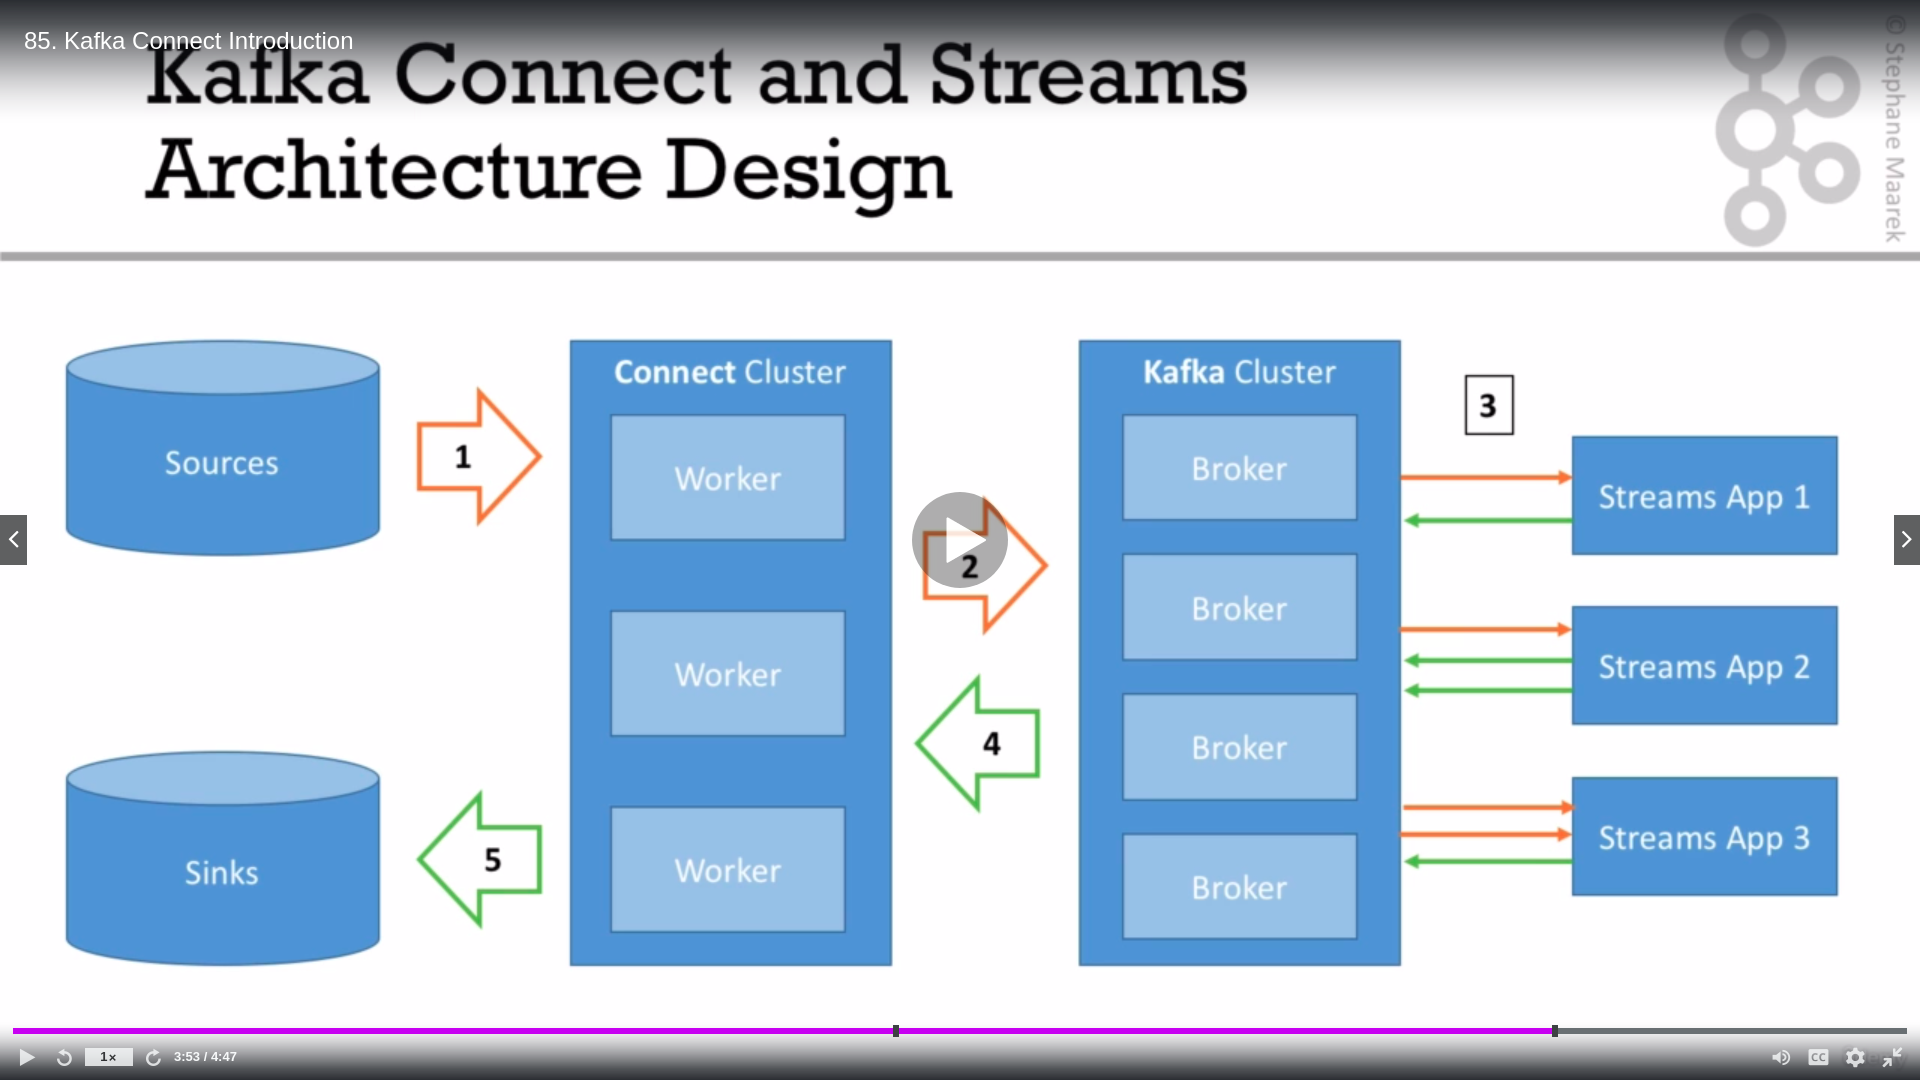 85. Kafka Connect Introduction
Kafka Connect and Streams
Architecture Design
© Stephane Maarek
Sources
1
Connect Cluster
Worker
Worker
Worker
2
Kafka Cluster
Broker
Broker
Broker
Broker
3
Streams App 1
Streams App 2
Streams App 3
4
5
Sinks
1×
3:53 / 4:47
CC